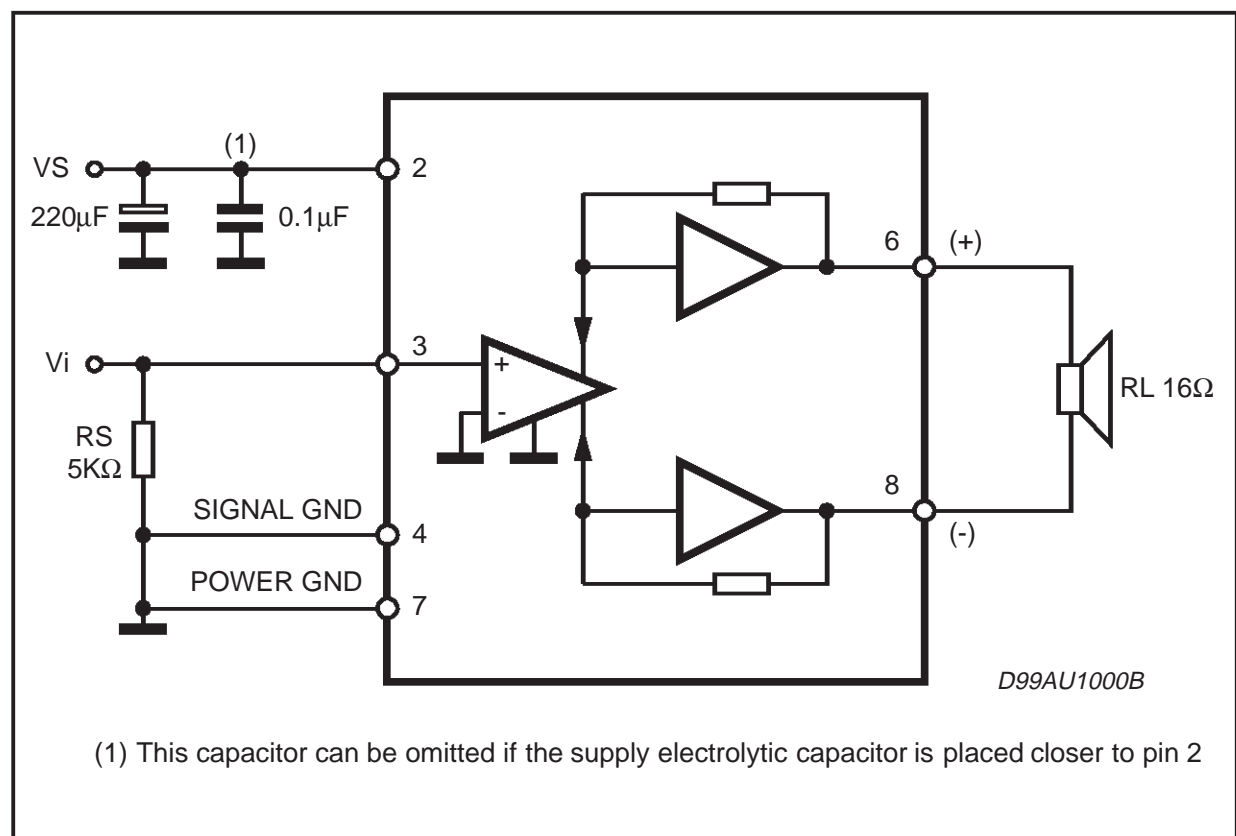 VS
(1)
2
220μF
0.1μF
6
(+)
Vi
3
+
-
RL 16Ω
RS
5KΩ
8
(-)
SIGNAL GND
4
POWER GND
7
D99AU1000B
(1) This capacitor can be omitted if the supply electrolytic capacitor is placed closer to pin 2